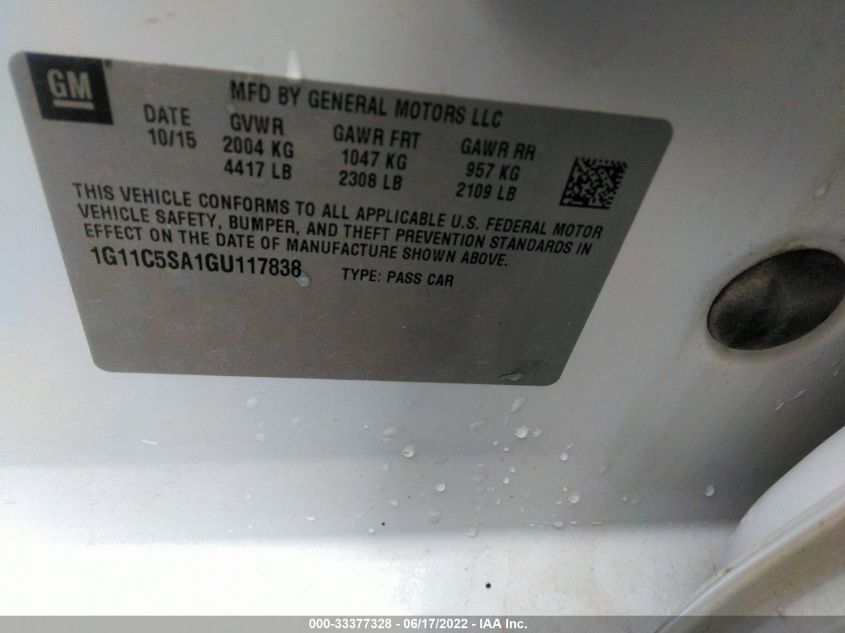 GM
MFD BY GENERAL MOTORS LLC
DATE GVWR GAWR FRT GAWR RR
10/15 2004 KG 1047 KG 957 KG
4417 LB 2308 LB 2109 LB
THIS VEHICLE CONFORMS TO ALL APPLICABLE U.S. FEDERAL MOTOR
VEHICLE SAFETY, BUMPER, AND THEFT PREVENTION STANDARDS IN
EFFECT ON THE DATE OF MANUFACTURE SHOWN ABOVE.
1G11C5SA1GU117838 TYPE: PASS CAR
000-33377328 - 06/17/2022 - IAA Inc.